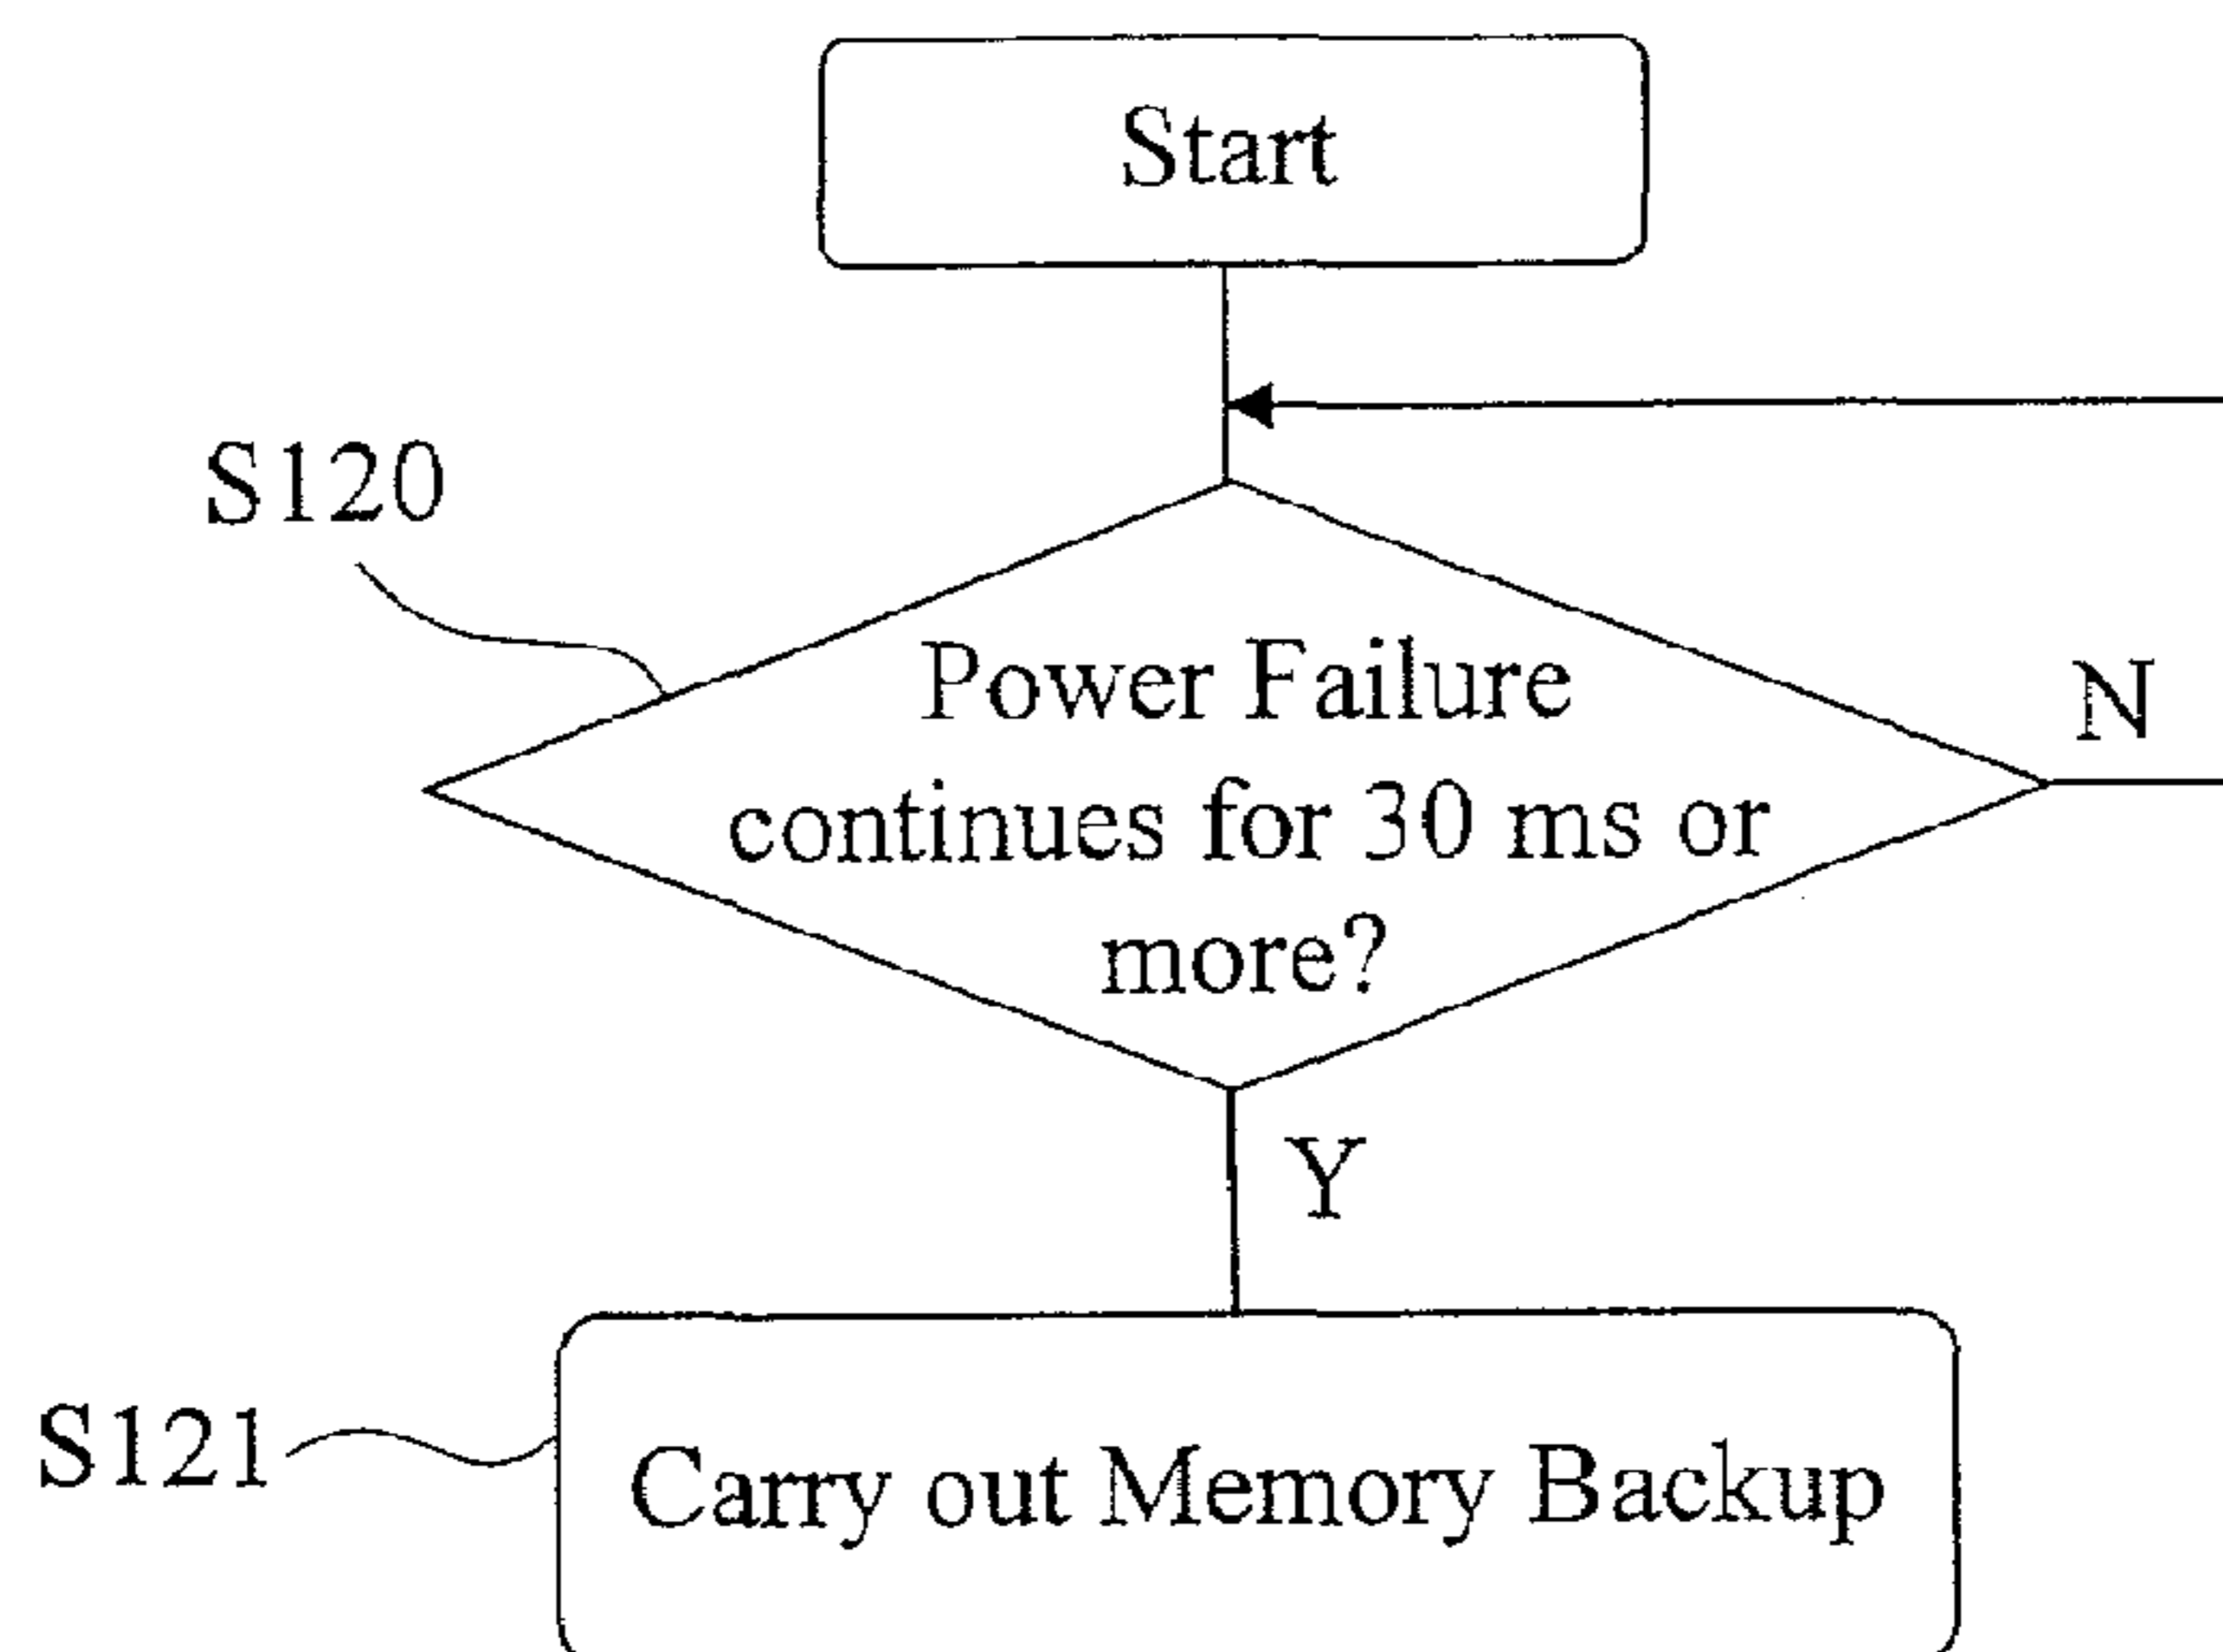 Start
S120
Power Failure
continues for 30 ms or
more?
N
Y
S121
Carry out Memory Backup